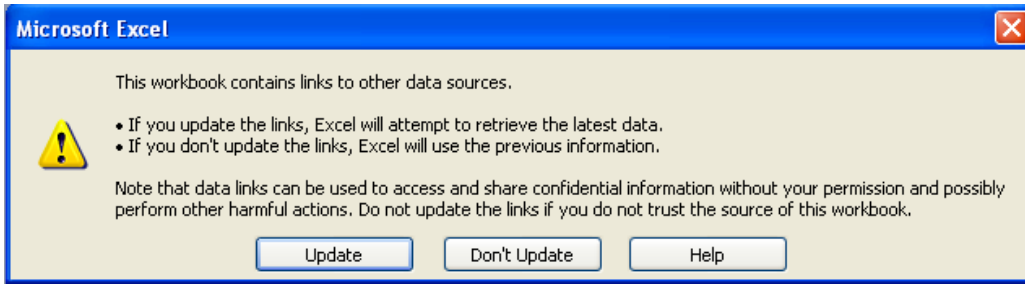 Microsoft Excel
This workbook contains links to other data sources.
• If you update the links, Excel will attempt to retrieve the latest data.
• If you don't update the links, Excel will use the previous information.
Note that data links can be used to access and share confidential information without your permission and possibly
perform other harmful actions. Do not update the links if you do not trust the source of this workbook.
Update
Don't Update
Help